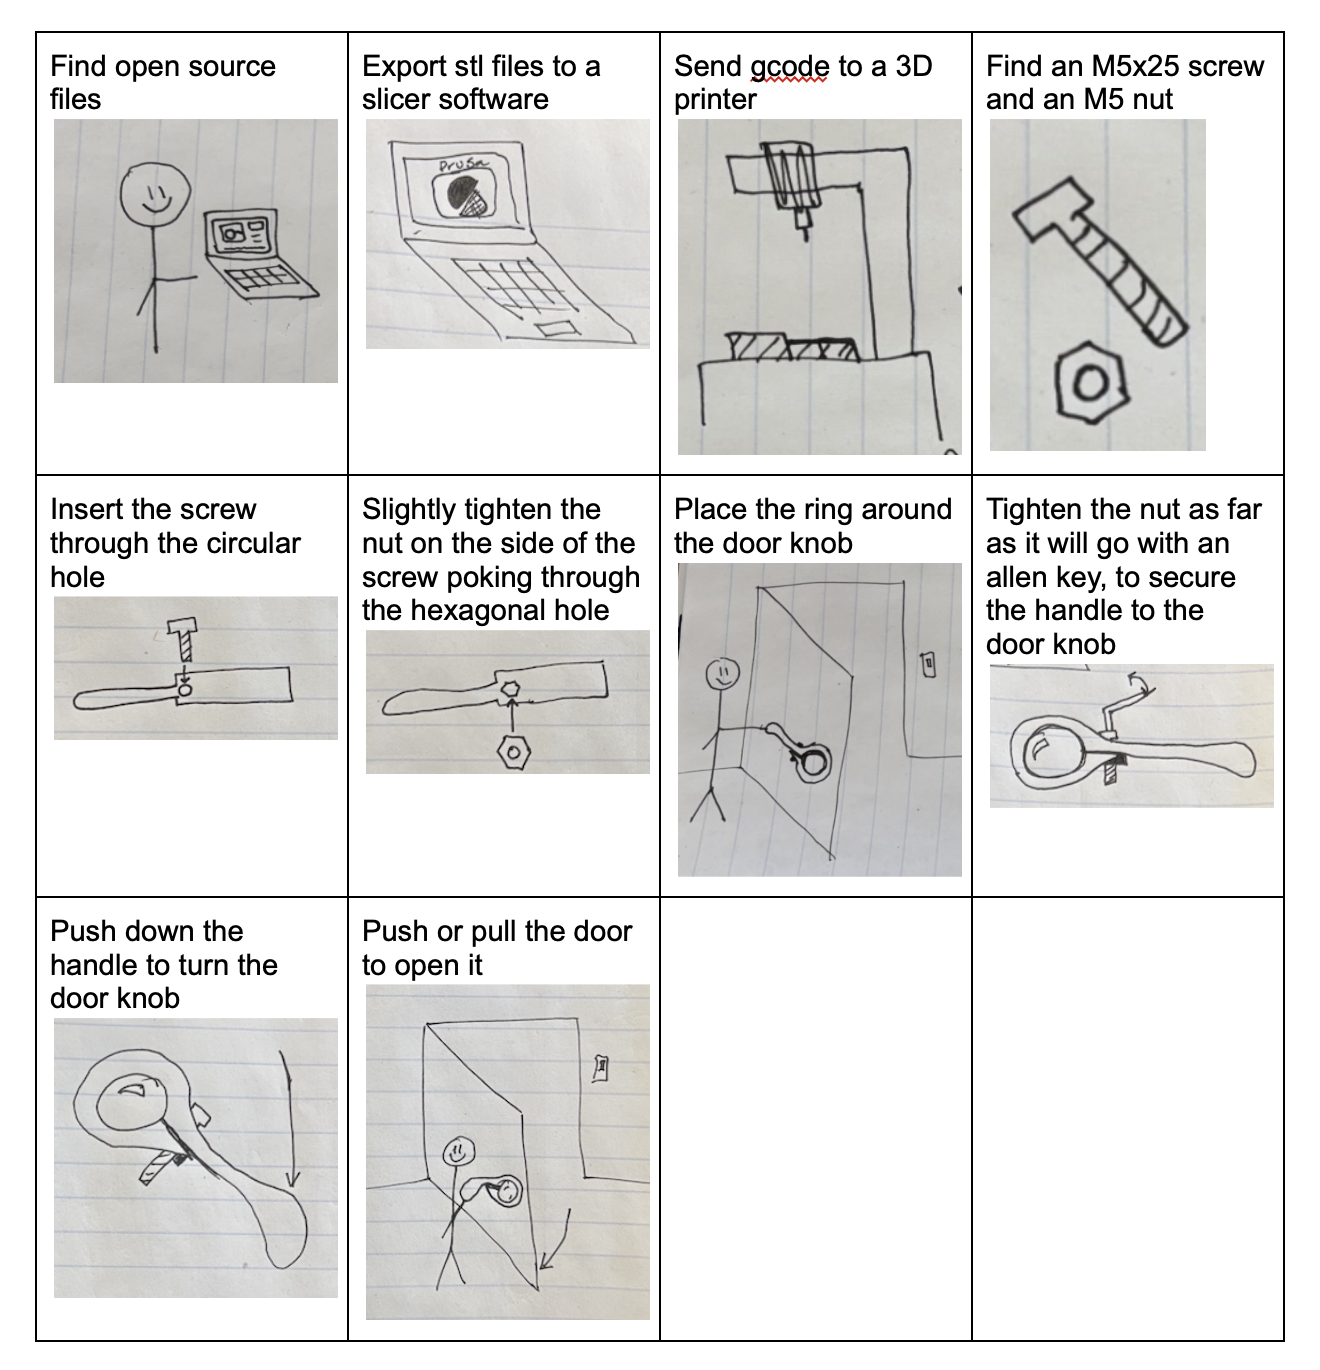 Find open source
files
Export stl files to a
slicer software
Prusa
Send gcode to a 3D
printer
Find an M5x25 screw
and an M5 nut
Insert the screw
through the circular
hole
Slightly tighten the
nut on the side of the
screw poking through
the hexagonal hole
Place the ring around
the door knob
Tighten the nut as far
as it will go with an
allen key, to secure
the handle to the
door knob
Push down the
handle to turn the
door knob
Push or pull the door
to open it